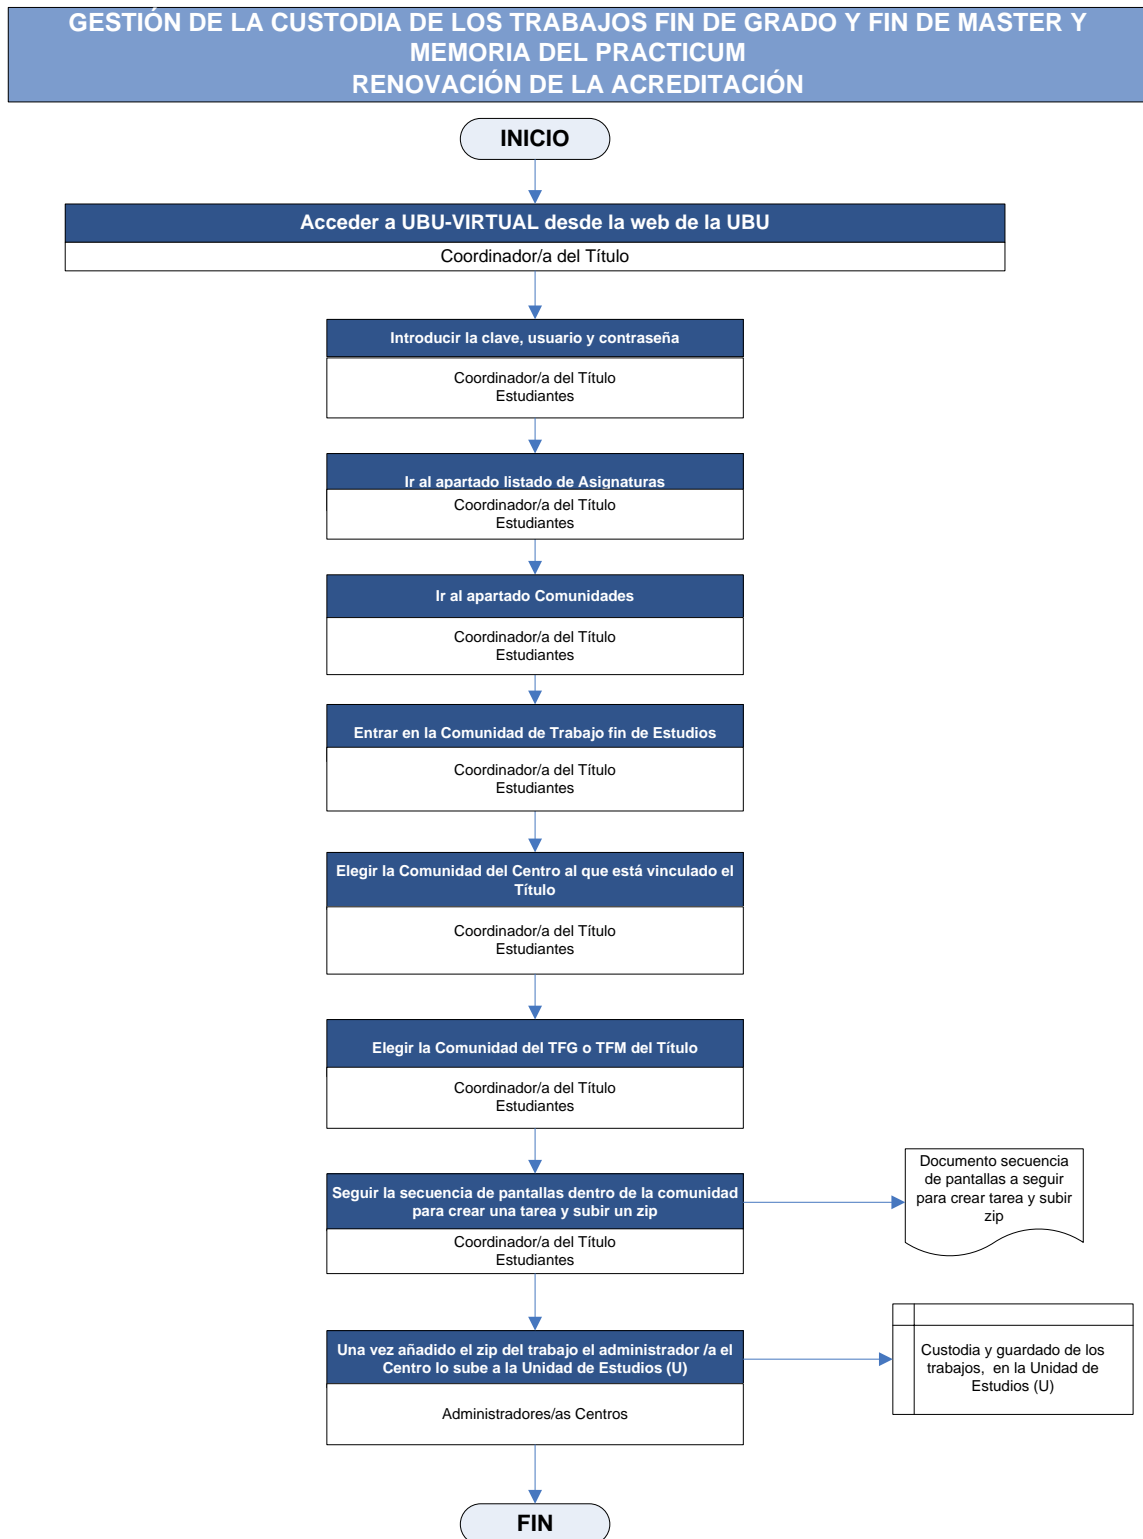 GESTIÓN DE LA CUSTODIA DE LOS TRABAJOS FIN DE GRADO Y FIN DE MASTER Y
MEMORIA DEL PRACTICUM
RENOVACIÓN DE LA ACREDITACIÓN
INICIO
Acceder a UBU-VIRTUAL desde la web de la UBU
Coordinador/a del Título
Introducir la clave, usuario y contraseña
Coordinador/a del Título
Estudiantes
Ir al apartado listado de Asignaturas
Coordinador/a del Título
Estudiantes
Ir al apartado Comunidades
Coordinador/a del Título
Estudiantes
Entrar en la Comunidad de Trabajo fin de Estudios
Coordinador/a del Título
Estudiantes
Elegir la Comunidad del Centro al que está vinculado el
Título
Coordinador/a del Título
Estudiantes
Elegir la Comunidad del TFG o TFM del Título
Coordinador/a del Título
Estudiantes
Seguir la secuencia de pantallas dentro de la comunidad
para crear una tarea y subir un zip
Coordinador/a del Título
Estudiantes
Documento secuencia
de pantallas a seguir
para crear tarea y subir
zip
Una vez añadido el zip del trabajo el administrador /a el
Centro lo sube a la Unidad de Estudios (U)
Administradores/as Centros
Custodia y guardado de los
trabajos, en la Unidad de
Estudios (U)
FIN